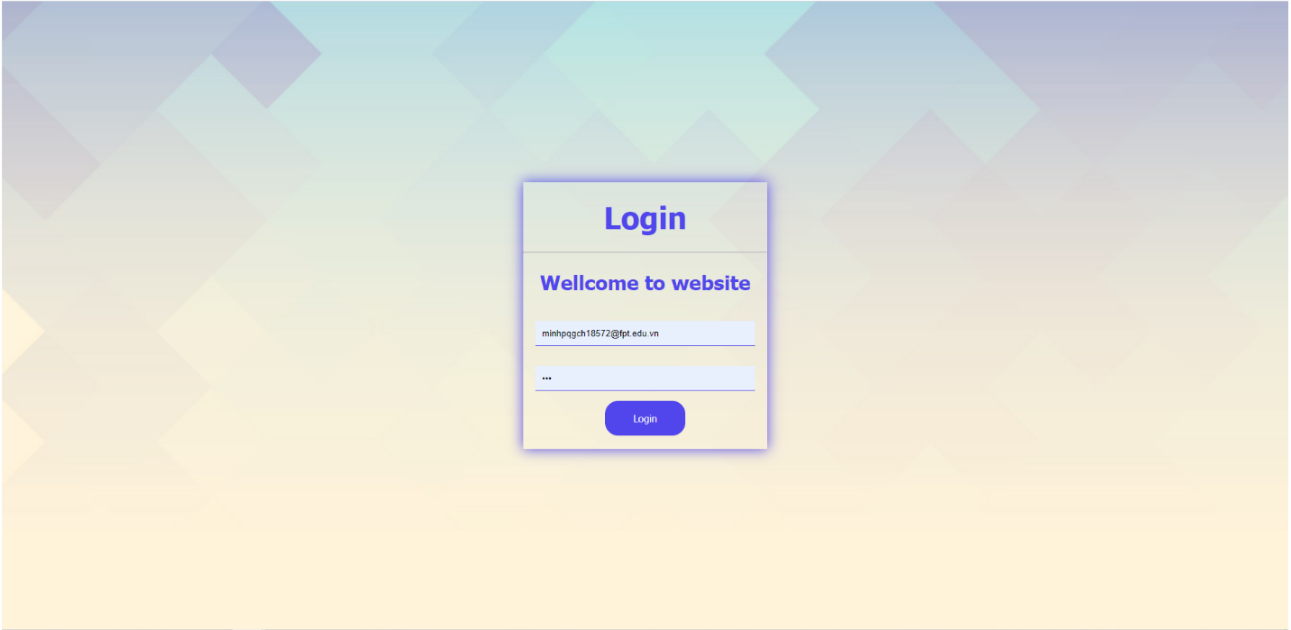 Login
Wellcome to website
minhpqgch18572@fpt.edu.vn
•••
Login